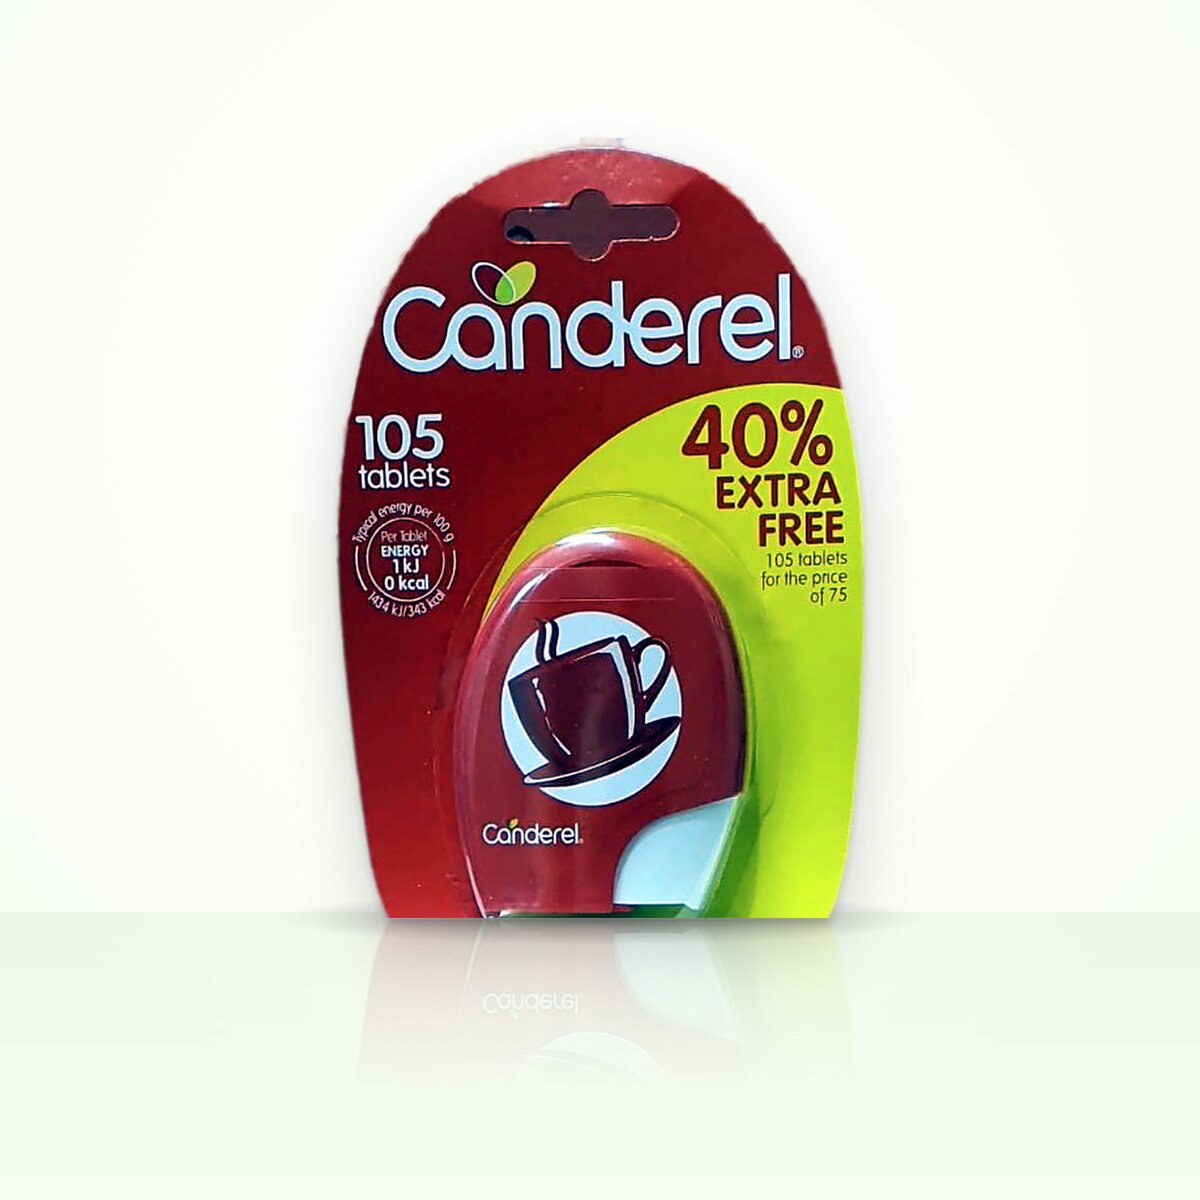 Canderel®
105
tablets
Typical energy per 100 g
Per Tablet
ENERGY
1 kJ
0 kcal
1434 kJ/343 kcal
40%
EXTRA
FREE
105 tablets
for the price
of 75
Canderel®